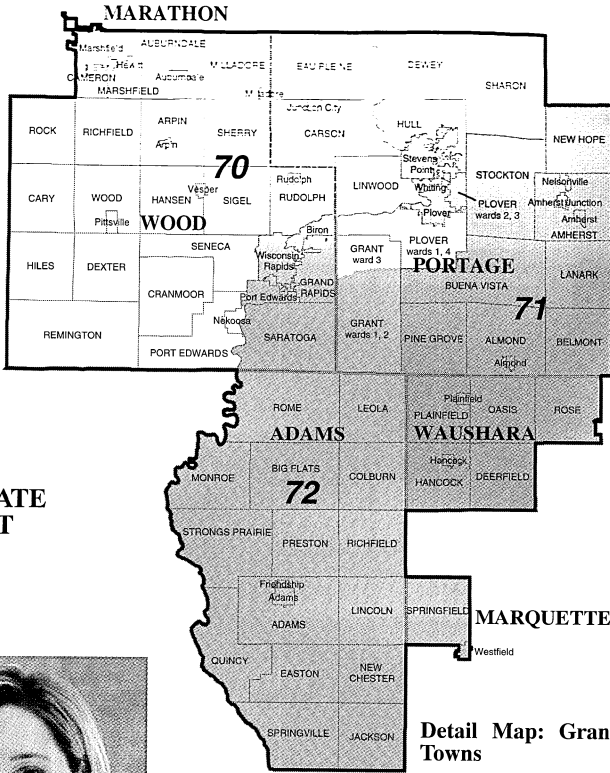 MARATHON
Marshfield AUBURNDALE
Hewitt MILLADORE EAU PLEINE DEWEY
CAMERON Auburndale
MARSHFIELD Milladore SHARON
Junction City
ARPIN HULL
ROCK RICHFIELD SHERRY CARSON
Arpin NEW HOPE
70 Stevens Point
STOCKTON
Rudolph LINWOOD Nelsonville
Vesper Whiting
CARY WOOD HANSEN SIGEL RUDOLPH PLOVER wards 2, 3 Amherst Junction
Pittsville WOOD Plover Amherst
Biron AMHERST
SENECA GRANT ward 3 PLOVER wards 1, 4
Wisconsin Rapids PORTAGE
HILES DEXTER LANARK
CRANMOOR GRAND RAPIDS BUENA VISTA
Port Edwards 71
Nekoosa
REMINGTON SARATOGA GRANT wards 1, 2 PINE GROVE ALMOND BELMONT
PORT EDWARDS Almond
Plainfield
ROME LEOLA PLAINFIELD OASIS ROSE
ADAMS WAUSHARA
Hancock
MONROE BIG FLATS COLBURN HANCOCK DEERFIELD
72
ATE
T
STRONGS PRAIRIE
PRESTON RICHFIELD
Friendship
Adams
LINCOLN SPRINGFIELD MARQUETTE
ADAMS
Westfield
QUINCY
EASTON NEW CHESTER
SPRINGVILLE JACKSON
Detail Map: Gran
Towns